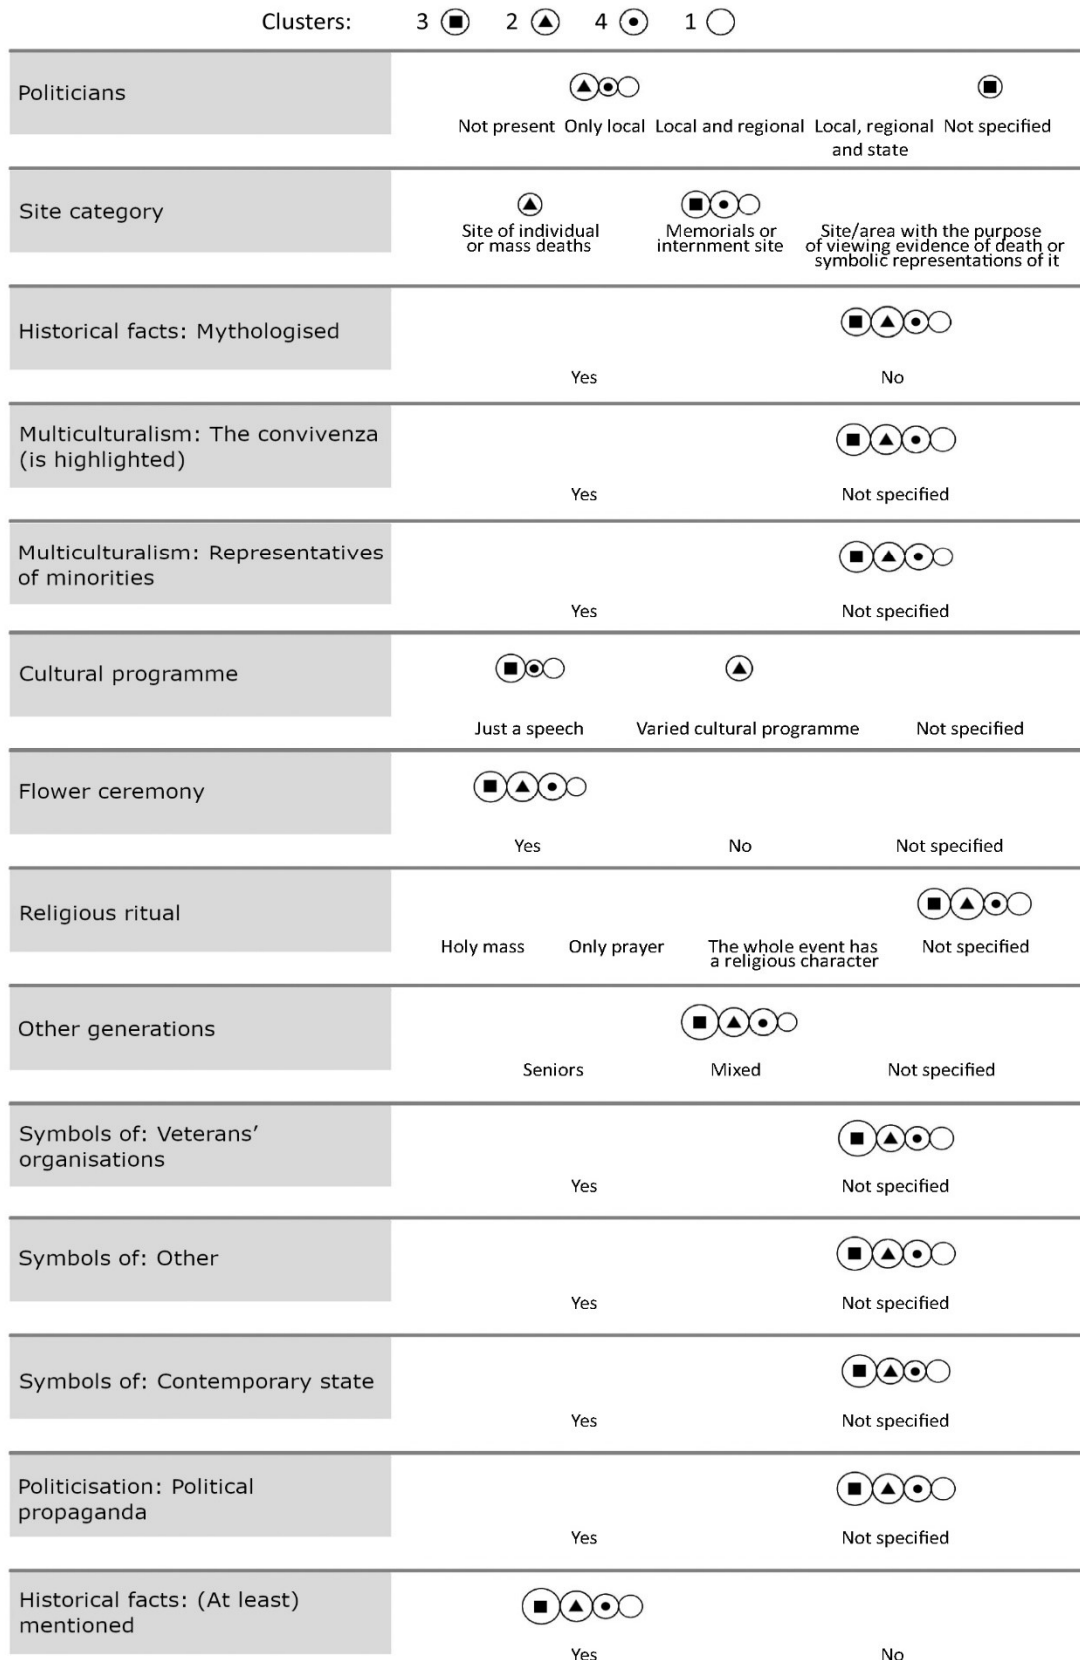 Clusters: 3 2 4 1
Politicians
Not present Only local Local and regional Local, regional Not specified
and state
Site category
Site of individual Memorials or Site/area with the purpose
or mass deaths internment site of viewing evidence of death or
symbolic representations of it
Historical facts: Mythologised
Yes No
Multiculturalism: The convivenza
(is highlighted)
Yes Not specified
Multiculturalism: Representatives
of minorities
Yes Not specified
Cultural programme
Just a speech Varied cultural programme Not specified
Flower ceremony
Yes No Not specified
Religious ritual
Holy mass Only prayer The whole event has Not specified
a religious character
Other generations
Seniors Mixed Not specified
Symbols of: Veterans’
organisations
Yes Not specified
Symbols of: Other
Yes Not specified
Symbols of: Contemporary state
Yes Not specified
Politicisation: Political
propaganda
Yes Not specified
Historical facts: (At least)
mentioned
Yes No